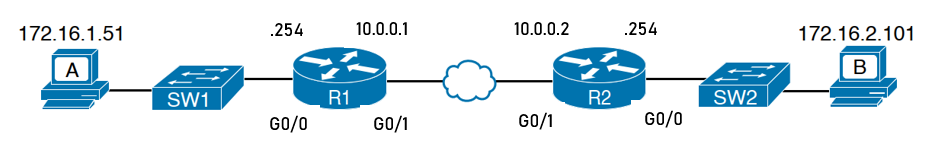 172.16.1.51
.254
10.0.0.1
10.0.0.2
.254
172.16.2.101
A
SW1
R1
R2
SW2
B
G0/0
G0/1
G0/1
G0/0